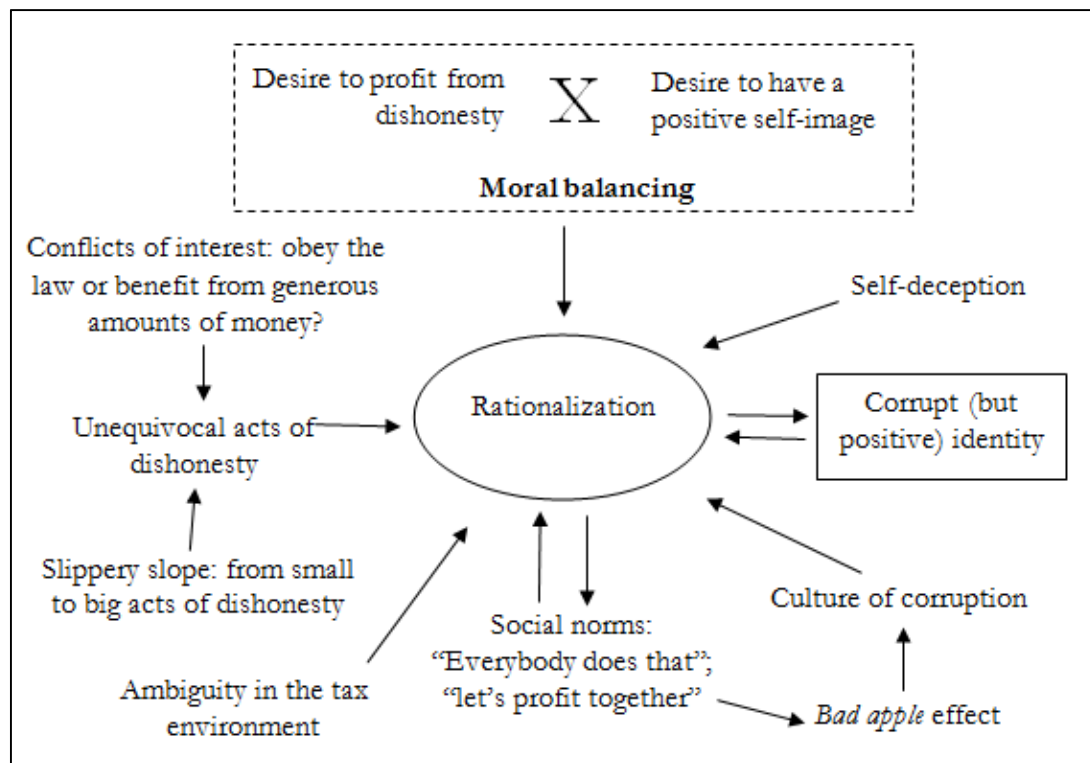 Desire to profit from
dishonesty
X
Desire to have a
positive self-image
Moral balancing
Conflicts of interest: obey the
law or benefit from generous
amounts of money?
Self-deception
Rationalization
Corrupt (but
positive) identity
Unequivocal acts of
dishonesty
Slippery slope: from small
to big acts of dishonesty
Culture of corruption
Social norms:
“Everybody does that”;
“let’s profit together”
Ambiguity in the tax
environment
Bad apple effect